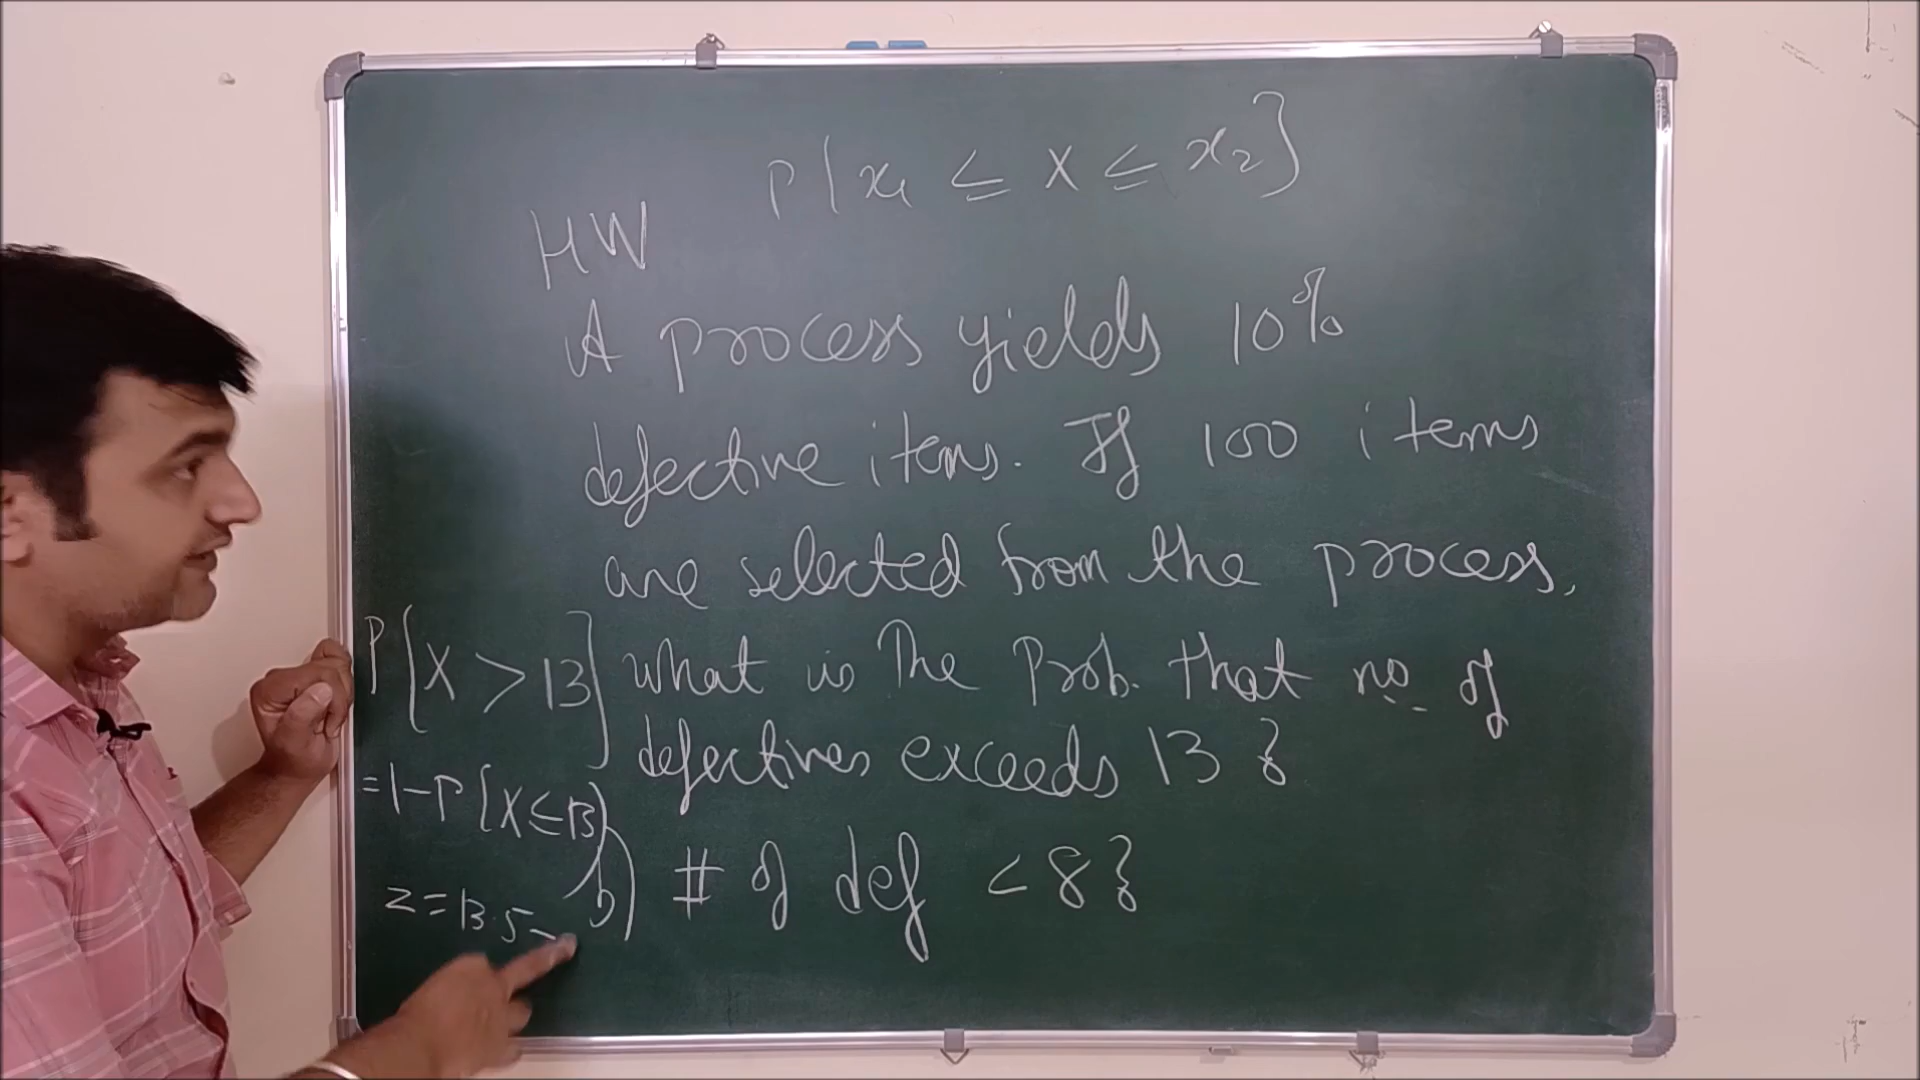 P[x₁ ≤ X ≤ x₂]
HW
A process yields 10%
defective items. If 100 items
are selected from the process,
what is the Prob. that no of
defectives exceeds 13 }
b) # of def < 8 }
P[X > 13]
= 1 - P[X ≤ 13)
z = 13.5 -